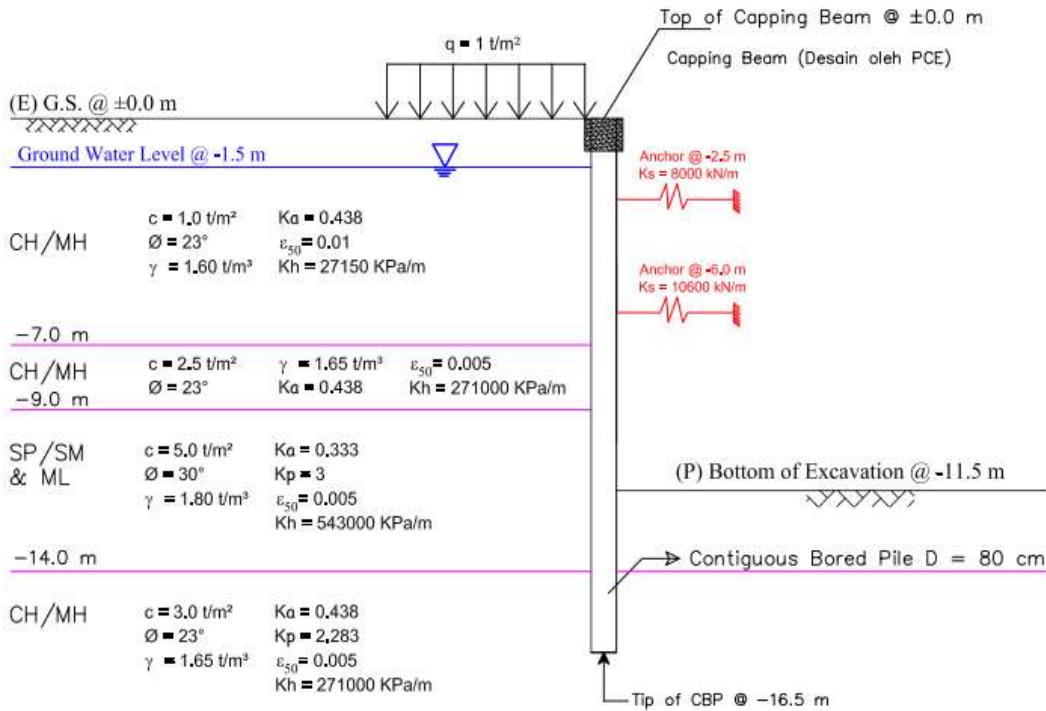 Top of Capping Beam @ ±0.0 m
q = 1 t/m²
Capping Beam (Desain oleh PCE)
(E) G.S. @ ±0.0 m
Ground Water Level @ -1.5 m
Anchor @ -2.5 m
Ks = 8000 kN/m
CH/MH
c = 1.0 t/m²
Ø = 23°
γ = 1.60 t/m³
Ka = 0.438
ε50= 0.01
Kh = 27150 KPa/m
Anchor @ -6.0 m
Ks = 10600 kN/m
-7.0 m
CH/MH
c = 2.5 t/m²
Ø = 23°
γ = 1.65 t/m³
Ka = 0.438
ε50= 0.005
Kh = 271000 KPa/m
-9.0 m
SP/SM
& ML
c = 5.0 t/m²
Ø = 30°
γ = 1.80 t/m³
Ka = 0.333
Kp = 3
ε50= 0.005
Kh = 543000 KPa/m
(P) Bottom of Excavation @ -11.5 m
-14.0 m
Contiguous Bored Pile D = 80 cm
CH/MH
c = 3.0 t/m²
Ø = 23°
γ = 1.65 t/m³
Ka = 0.438
Kp = 2.283
ε50= 0.005
Kh = 271000 KPa/m
Tip of CBP @ -16.5 m